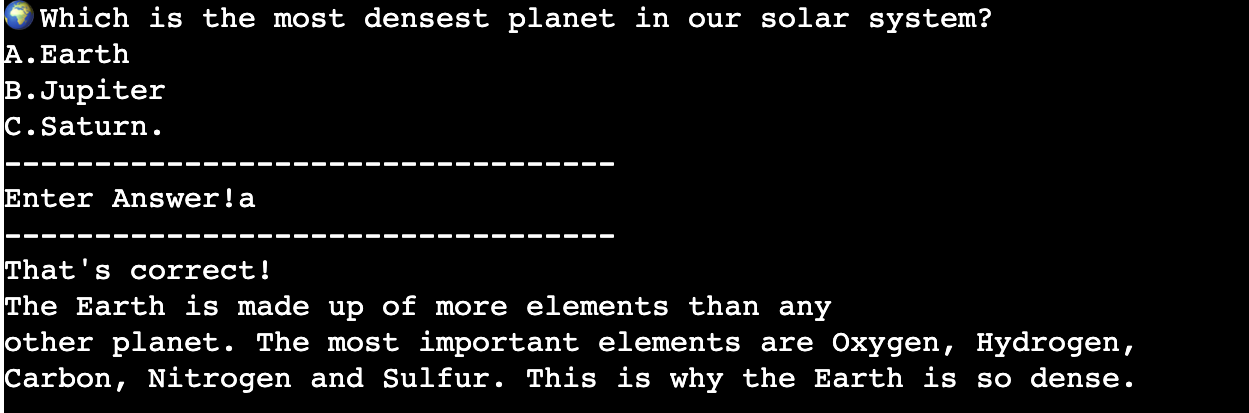 🌍Which is the most densest planet in our solar system?
A.Earth
B.Jupiter
C.Saturn.
----------------------------------
Enter Answer!a
----------------------------------
That's correct!
The Earth is made up of more elements than any
other planet. The most important elements are Oxygen, Hydrogen,
Carbon, Nitrogen and Sulfur. This is why the Earth is so dense.